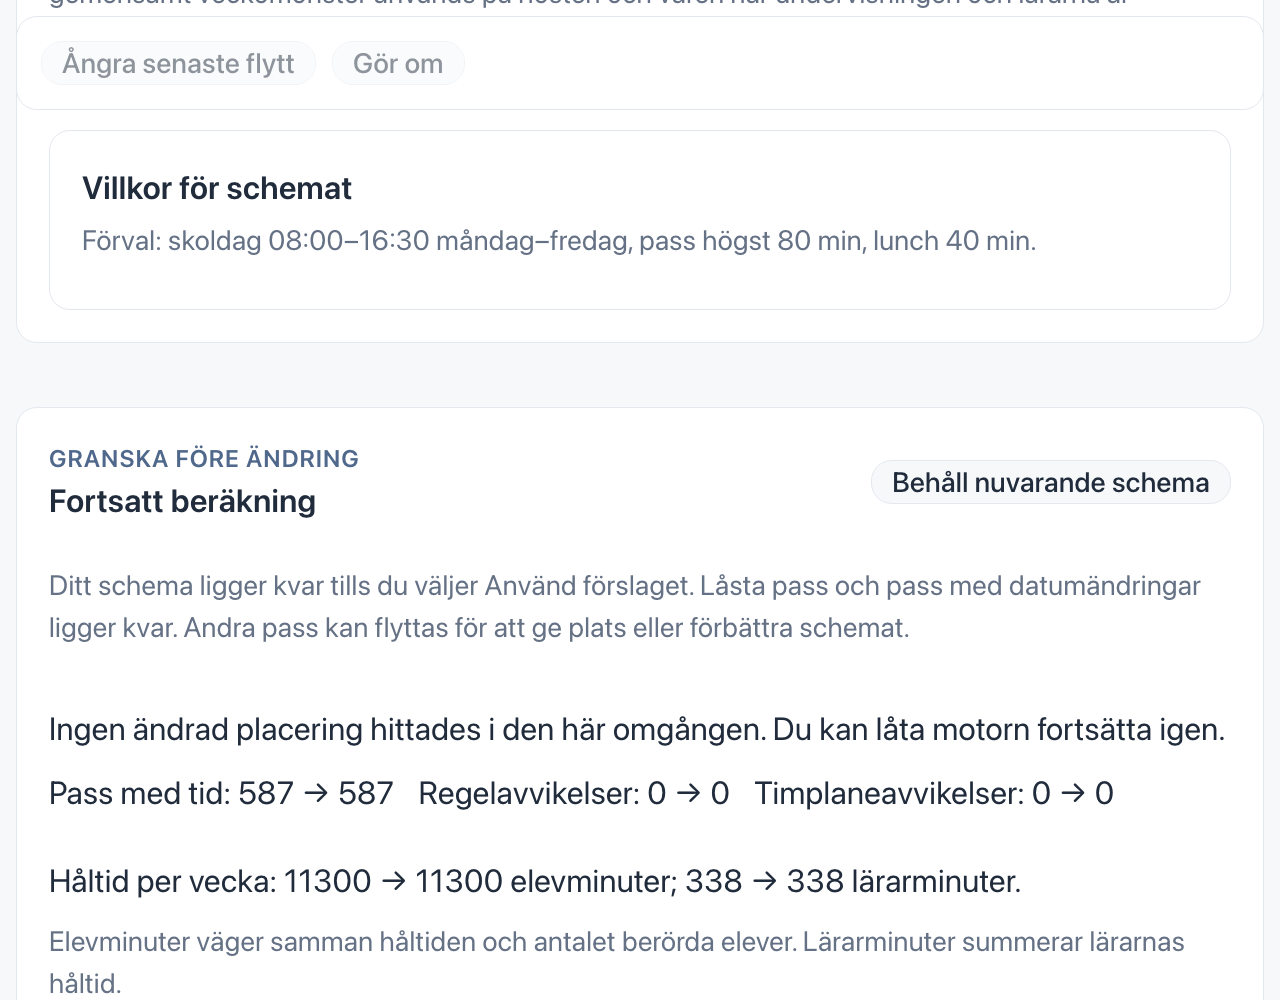 Ångra senaste flytt
Gör om
Villkor för schemat
Förval: skoldag 08:00–16:30 måndag–fredag, pass högst 80 min, lunch 40 min.
GRANSKA FÖRE ÄNDRING
Fortsatt beräkning
Behåll nuvarande schema
Ditt schema ligger kvar tills du väljer Använd förslaget. Låsta pass och pass med datumändringar
ligger kvar. Andra pass kan flyttas för att ge plats eller förbättra schemat.
Ingen ändrad placering hittades i den här omgången. Du kan låta motorn fortsätta igen.
Pass med tid: 587 → 587 Regelavvikelser: 0 → 0 Timplaneavvikelser: 0 → 0
Håltid per vecka: 11300 → 11300 elevminuter; 338 → 338 lärarminuter.
Elevminuter väger samman håltiden och antalet berörda elever. Lärarminuter summerar lärarnas
håltid.